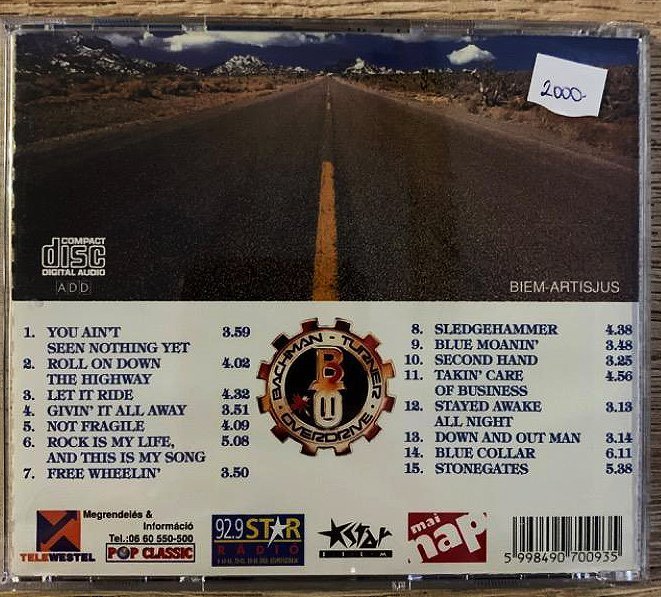 2000.-
COMPACT
disc
DIGITAL AUDIO
ADD
BIEM-ARTISJUS
1. YOU AIN'T 3.59
SEEN NOTHING YET
2. ROLL ON DOWN 4.02
THE HIGHWAY
3. LET IT RIDE 4.32
4. GIVIN' IT ALL AWAY 3.51
5. NOT FRAGILE 4.09
6. ROCK IS MY LIFE, 5.08
AND THIS IS MY SONG
7. FREE WHEELIN' 3.50
BACHMAN - TURNER
B
OVERDRIVE
8. SLEDGEHAMMER 4.38
9. BLUE MOANIN' 3.48
10. SECOND HAND 3.25
11. TAKIN' CARE 4.56
OF BUSINESS
12. STAYED AWAKE 3.13
ALL NIGHT
13. DOWN AND OUT MAN 3.14
14. BLUE COLLAR 6.11
15. STONEGATES 5.38
TELEWESTEL
Megrendelés &
Információ
Tel.:06 60 550-500
POP CLASSIC
92.9 STAR
RÁDIÓ
Star
FILM
mai
nap
5 998490 700935